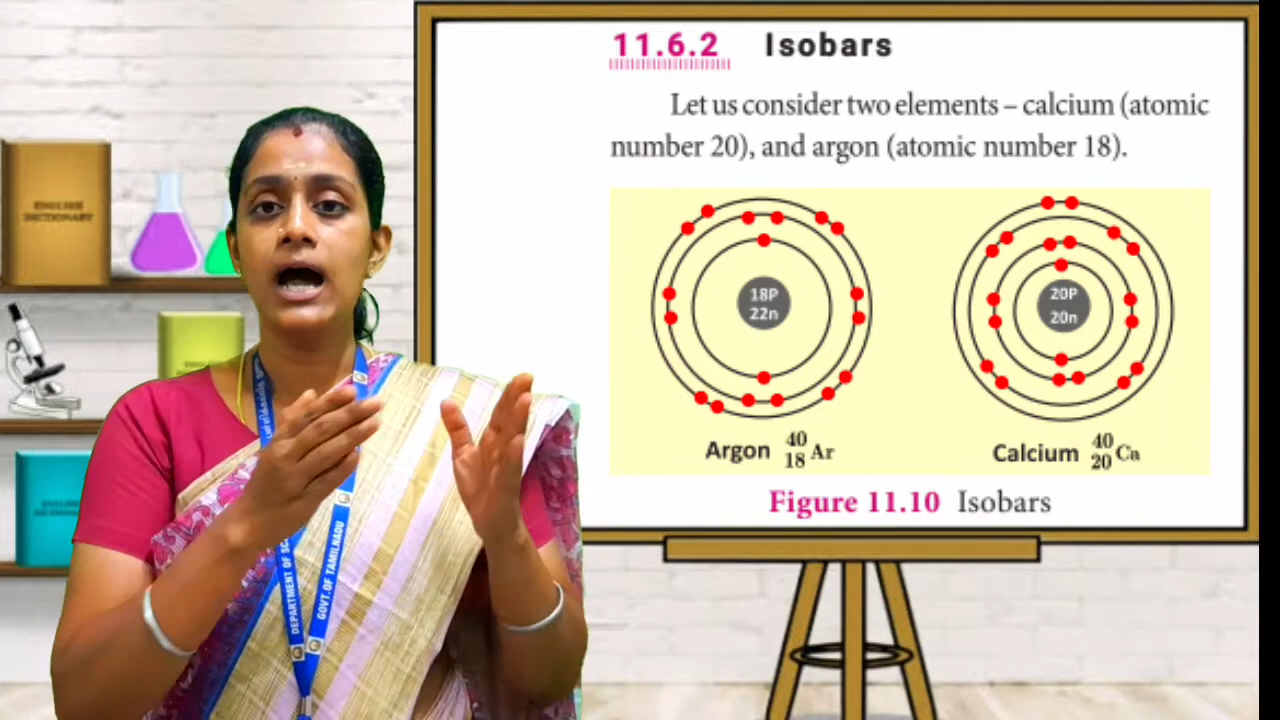 11.6.2 Isobars
Let us consider two elements – calcium (atomic
number 20), and argon (atomic number 18).
18P
22n
20P
20n
Argon 40 18 Ar
Calcium 40 20 Ca
Figure 11.10 Isobars
ENGLISH
DICTIONARY
GOVT.OF TAMILNADU
DEPARTMENT OF SC